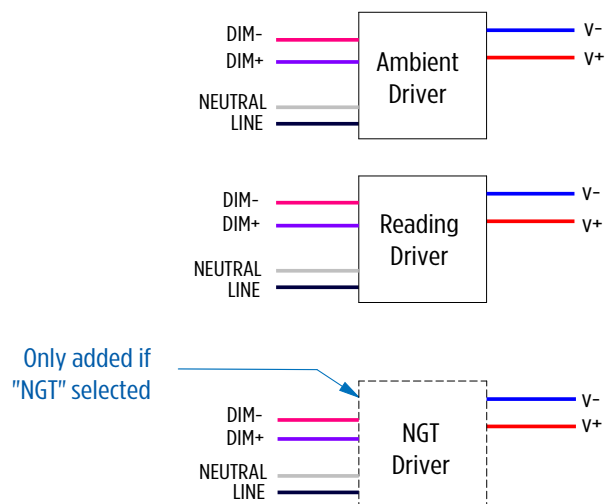 DIM-
DIM+
NEUTRAL
LINE
Ambient
Driver
V-
V+
DIM-
DIM+
NEUTRAL
LINE
Reading
Driver
V-
V+
Only added if
"NGT" selected
DIM-
DIM+
NEUTRAL
LINE
NGT
Driver
V-
V+